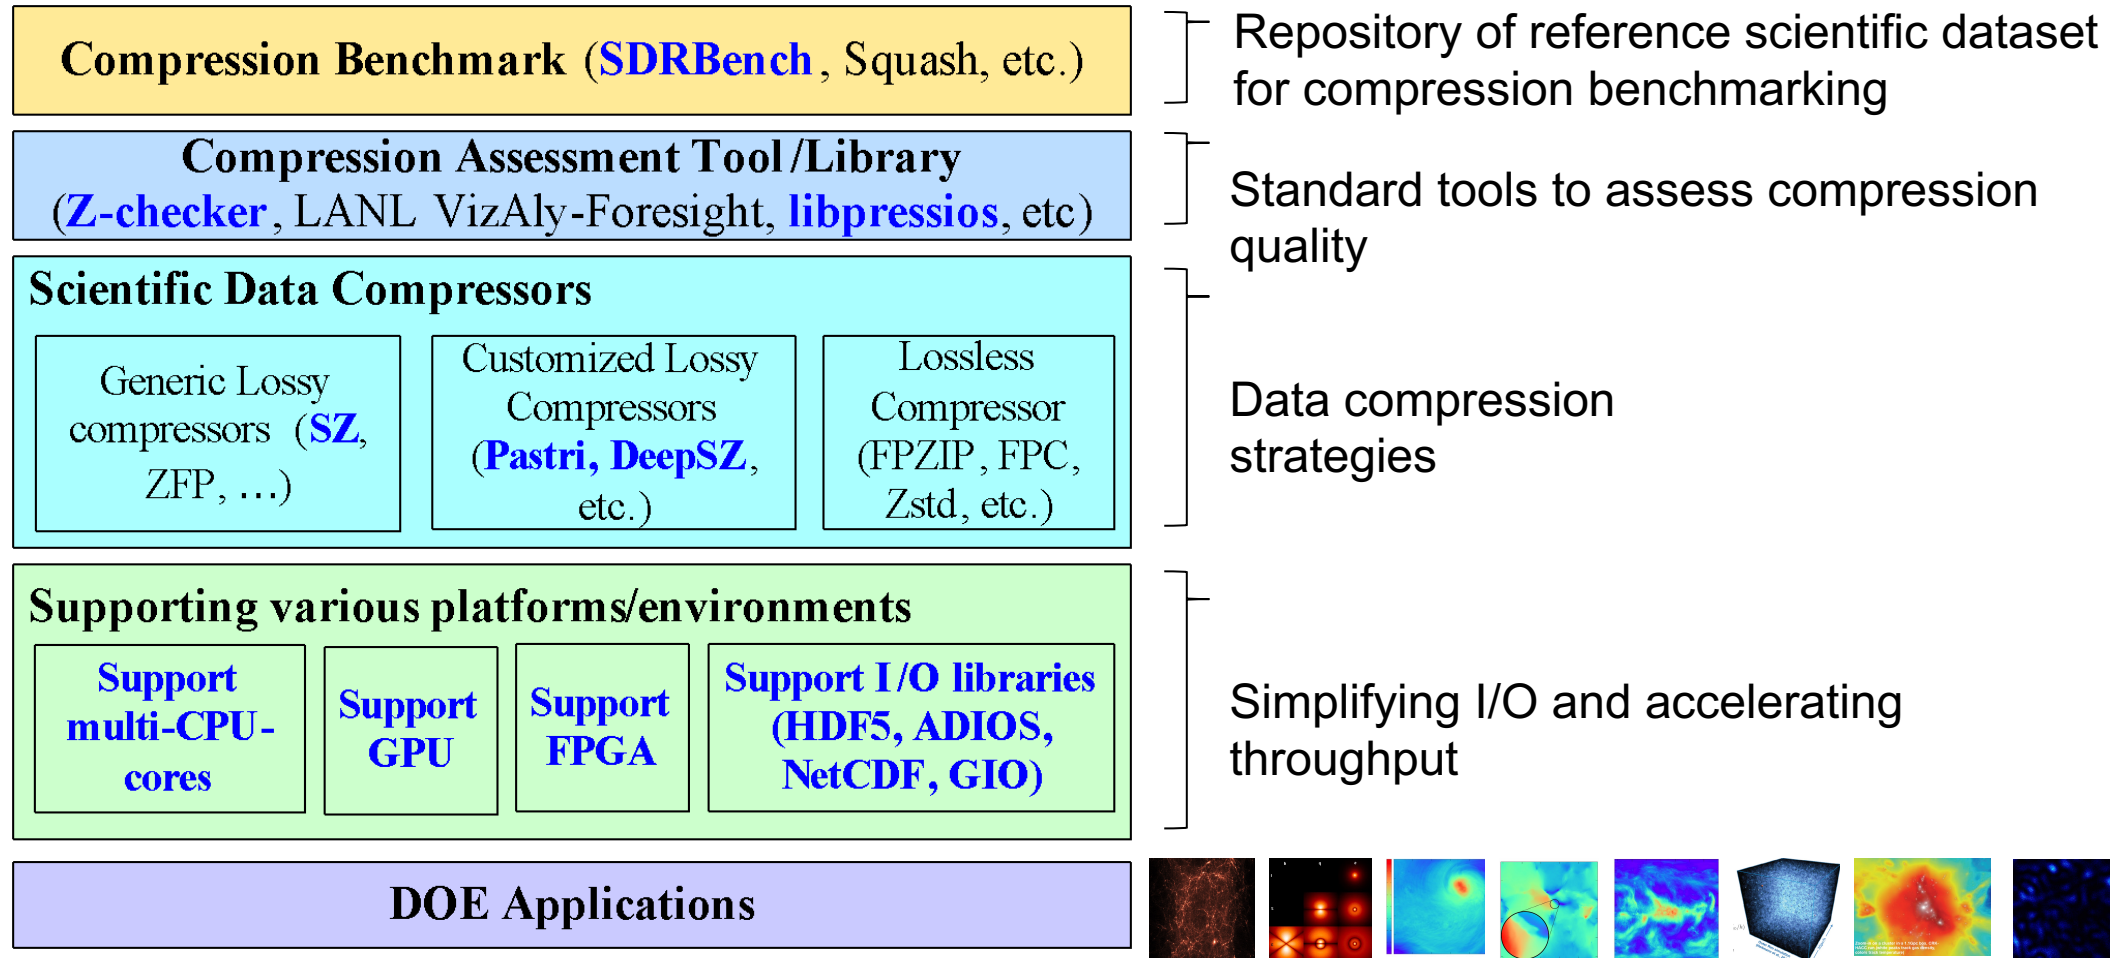 Compression Benchmark (SDRBench, Squash, etc.)
Repository of reference scientific dataset
for compression benchmarking
Compression Assessment Tool/Library
(Z-checker, LANL VizAly-Foresight, libpressios, etc)
Standard tools to assess compression
quality
Scientific Data Compressors
Generic Lossy
compressors (SZ,
ZFP, ...)
Customized Lossy
Compressors
(Pastri, DeepSZ,
etc.)
Lossless
Compressor
(FPZIP, FPC,
Zstd, etc.)
Data compression
strategies
Supporting various platforms/environments
Support
multi-CPU-
cores
Support
GPU
Support
FPGA
Support I/O libraries
(HDF5, ADIOS,
NetCDF, GIO)
Simplifying I/O and accelerating
throughput
DOE Applications